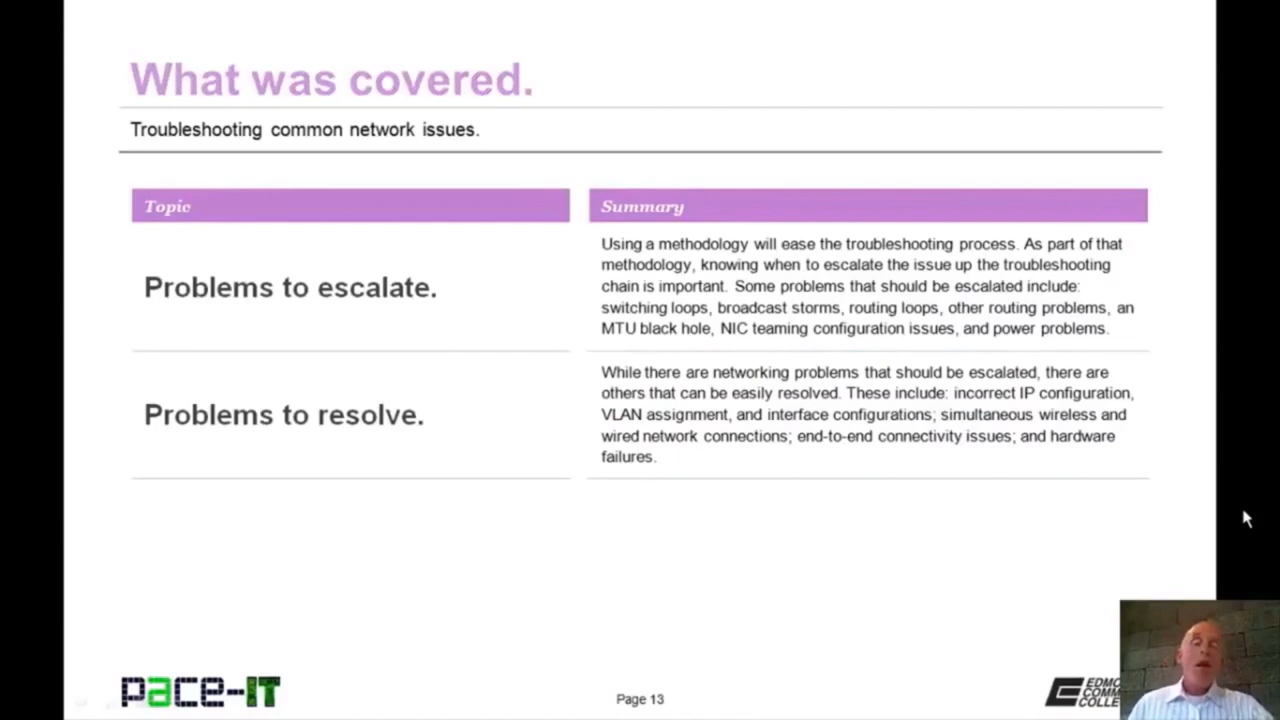 What was covered.
Troubleshooting common network issues.
Topic
Summary
Problems to escalate.
Using a methodology will ease the troubleshooting process. As part of that
methodology, knowing when to escalate the issue up the troubleshooting
chain is important. Some problems that should be escalated include:
switching loops, broadcast storms, routing loops, other routing problems, an
MTU black hole, NIC teaming configuration issues, and power problems.
Problems to resolve.
While there are networking problems that should be escalated, there are
others that can be easily resolved. These include: incorrect IP configuration,
VLAN assignment, and interface configurations; simultaneous wireless and
wired network connections; end-to-end connectivity issues; and hardware
failures.
pace-IT
Page 13